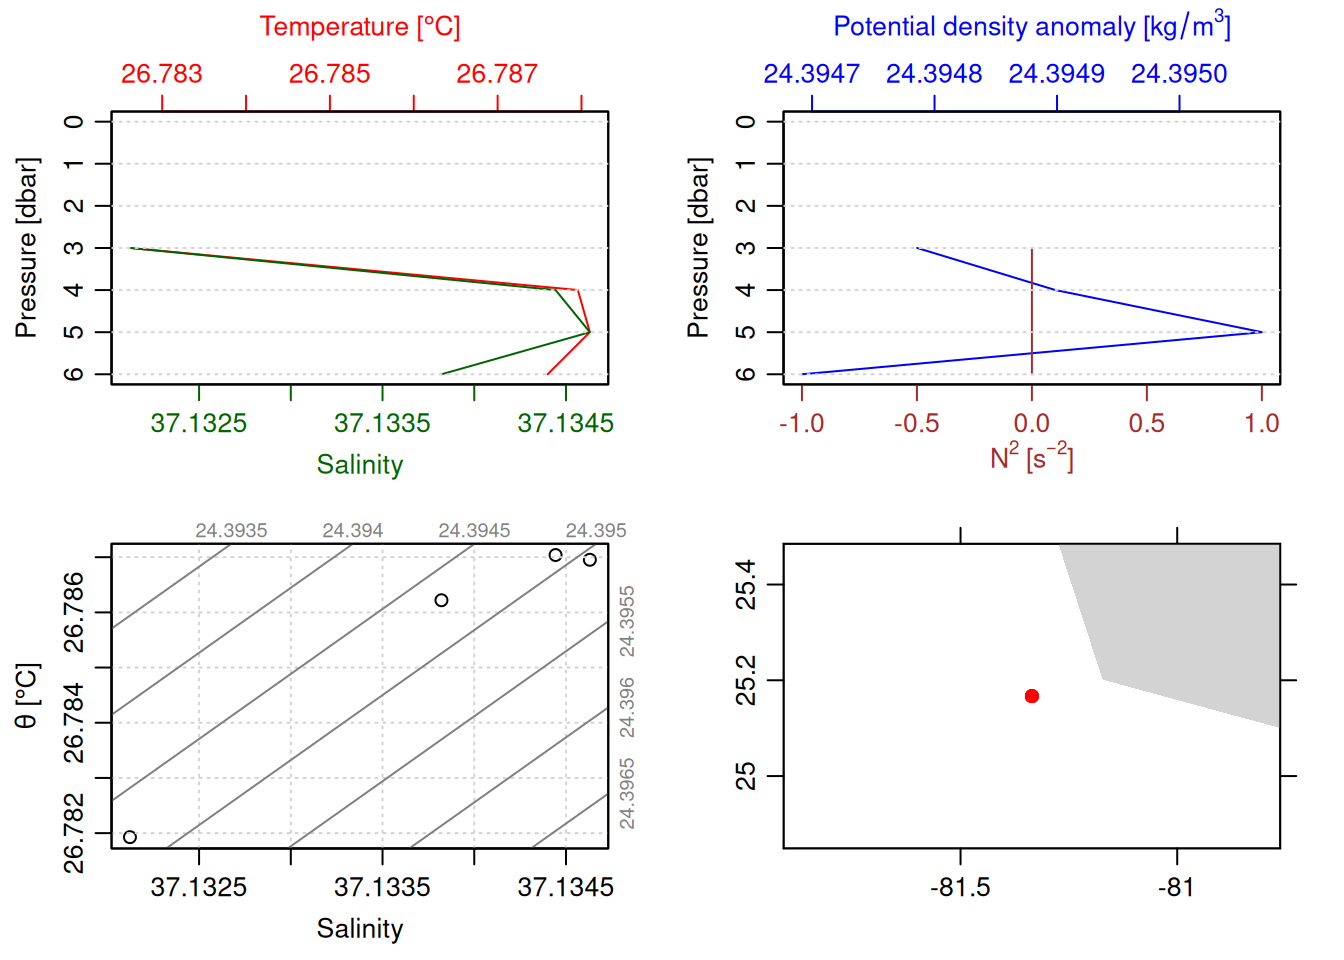 Temperature [°C]
26.783 26.785 26.787
0
1
2
3
4
5
6
Pressure [dbar]
37.1325 37.1335 37.1345
Salinity
Potential density anomaly [kg/m³]
24.3947 24.3948 24.3949 24.3950
0
1
2
3
4
5
6
Pressure [dbar]
-1.0 -0.5 0.0 0.5 1.0
N² [s⁻²]
24.3935 24.394 24.3945 24.395
24.3955
24.396
24.3965
26.786
26.784
26.782
θ [°C]
37.1325 37.1335 37.1345
Salinity
25.4
25.2
25
-81.5 -81